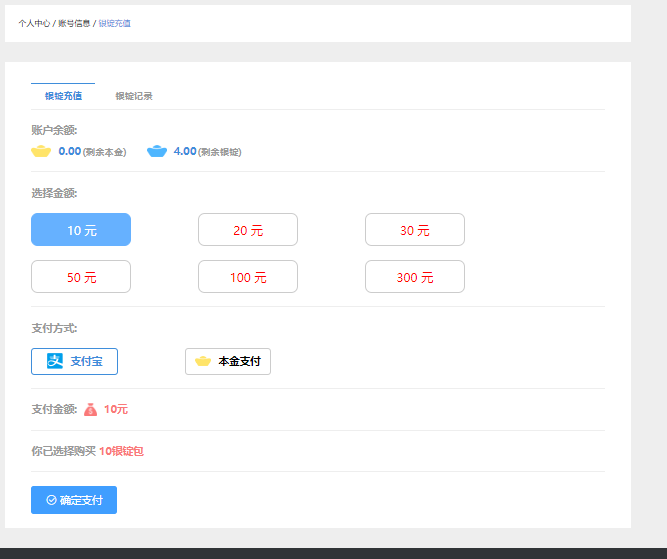 个人中心 / 账号信息 / 银锭充值
银锭充值 银锭记录
账户余额:
0.00(剩余本金) 4.00(剩余银锭)
选择金额:
10 元 20 元 30 元
50 元 100 元 300 元
支付方式:
支付宝 本金支付
支付金额: 10元
你已选择购买 10银锭包
确定支付